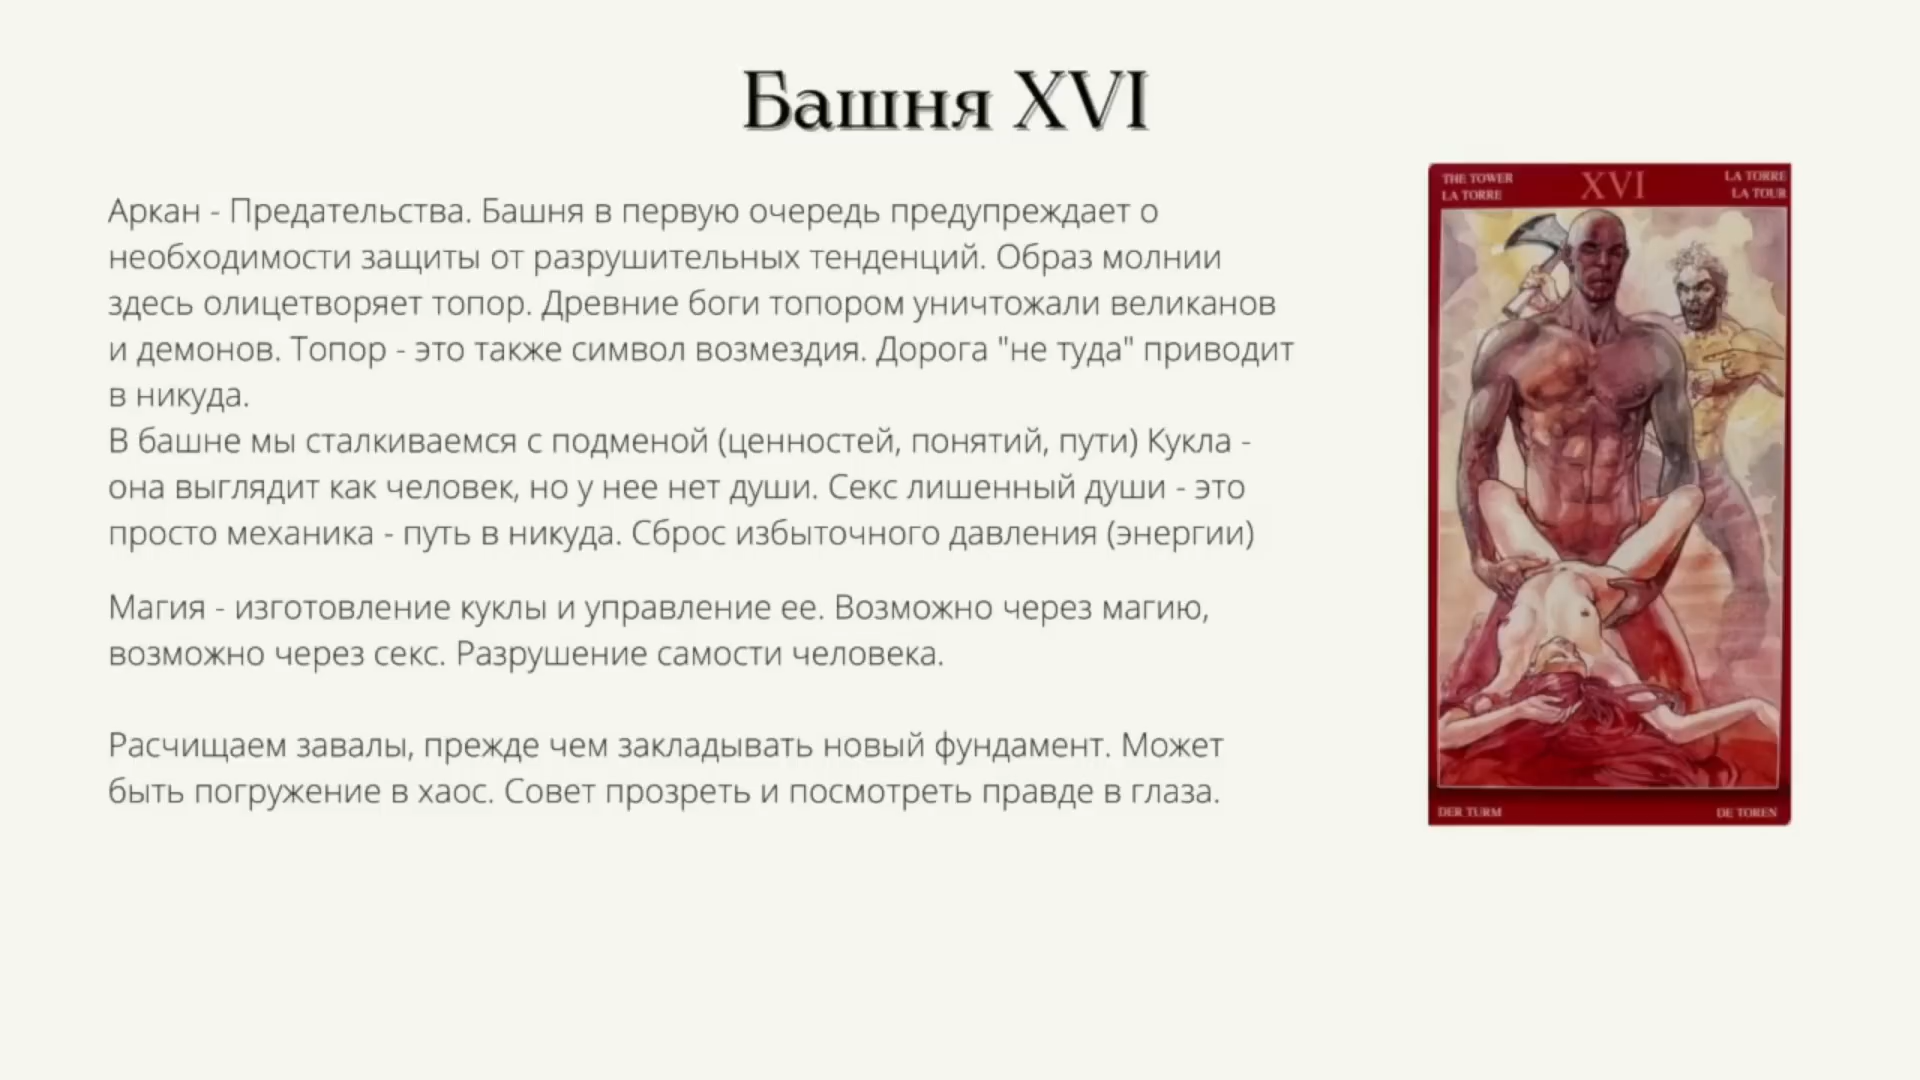 Башня XVI
Аркан - Предательства. Башня в первую очередь предупреждает о
необходимости защиты от разрушительных тенденций. Образ молнии
здесь олицетворяет топор. Древние боги топором уничтожали великанов
и демонов. Топор - это также символ возмездия. Дорога "не туда" приводит
в никуда.
В башне мы сталкиваемся с подменой (ценностей, понятий, пути) Кукла -
она выглядит как человек, но у нее нет души. Секс лишенный души - это
просто механика - путь в никуда. Сброс избыточного давления (энергии)
Магия - изготовление куклы и управление ее. Возможно через магию,
возможно через секс. Разрушение самости человека.
Расчищаем завалы, прежде чем закладывать новый фундамент. Может
быть погружение в хаос. Совет прозреть и посмотреть правде в глаза.
THE TOWER
LA TORRE
XVI
LA TORRE
LA TOUR
DER TURM
DE TOREN